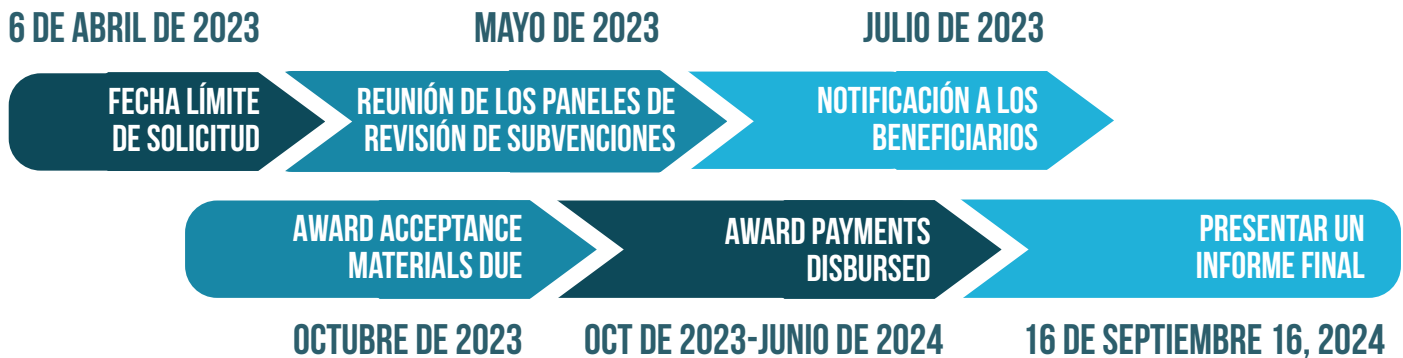 6 DE ABRIL DE 2023
MAYO DE 2023
JULIO DE 2023
FECHA LÍMITE
DE SOLICITUD
REUNIÓN DE LOS PANELES DE
REVISIÓN DE SUBVENCIONES
NOTIFICACIÓN A LOS
BENEFICIARIOS
AWARD ACCEPTANCE
MATERIALS DUE
AWARD PAYMENTS
DISBURSED
PRESENTAR UN
INFORME FINAL
OCTUBRE DE 2023
OCT DE 2023-JUNIO DE 2024
16 DE SEPTIEMBRE 16, 2024